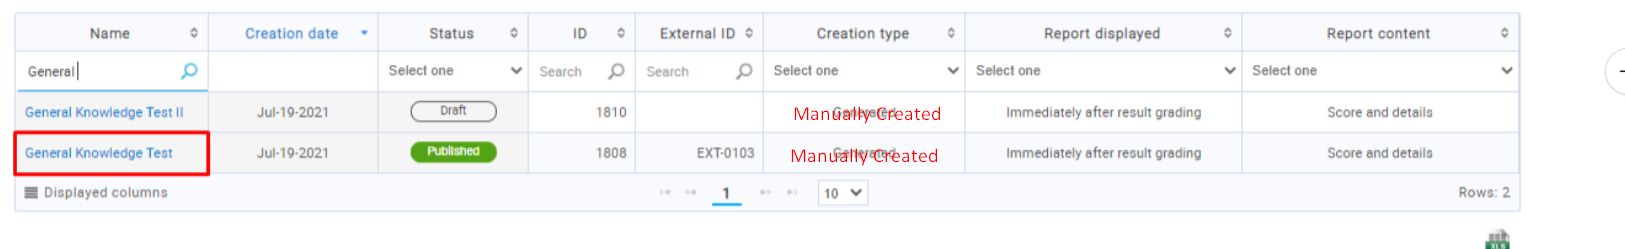 Name Creation date Status ID External ID Creation type Report displayed Report content
General Select one Search Search Select one Select one Select one
General Knowledge Test II Jul-19-2021 Draft 1810 Generated Manually Created Immediately after result grading Score and details
General Knowledge Test Jul-19-2021 Published 1808 EXT-0103 Generated Manually Created Immediately after result grading Score and details
Displayed columns 1 10 Rows: 2
XLS